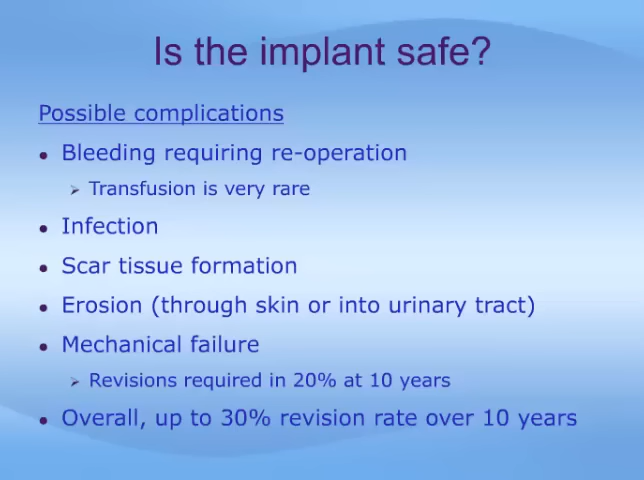 Is the implant safe?
Possible complications
• Bleeding requiring re-operation
➢ Transfusion is very rare
• Infection
• Scar tissue formation
• Erosion (through skin or into urinary tract)
• Mechanical failure
➢ Revisions required in 20% at 10 years
• Overall, up to 30% revision rate over 10 years